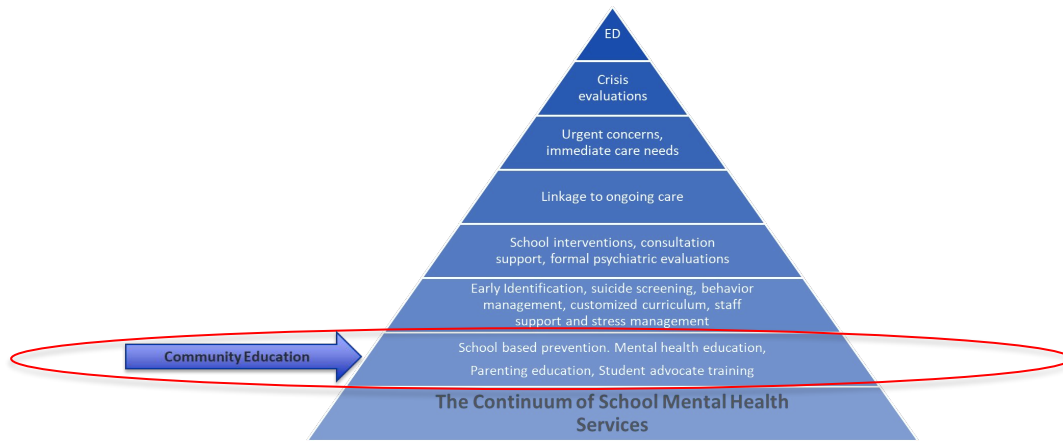 ED
Crisis
evaluations
Urgent concerns,
immediate care needs
Linkage to ongoing care
School interventions, consultation
support, formal psychiatric evaluations
Early Identification, suicide screening, behavior
management, customized curriculum, staff
support and stress management
Community Education
School based prevention. Mental health education,
Parenting education, Student advocate training
The Continuum of School Mental Health
Services